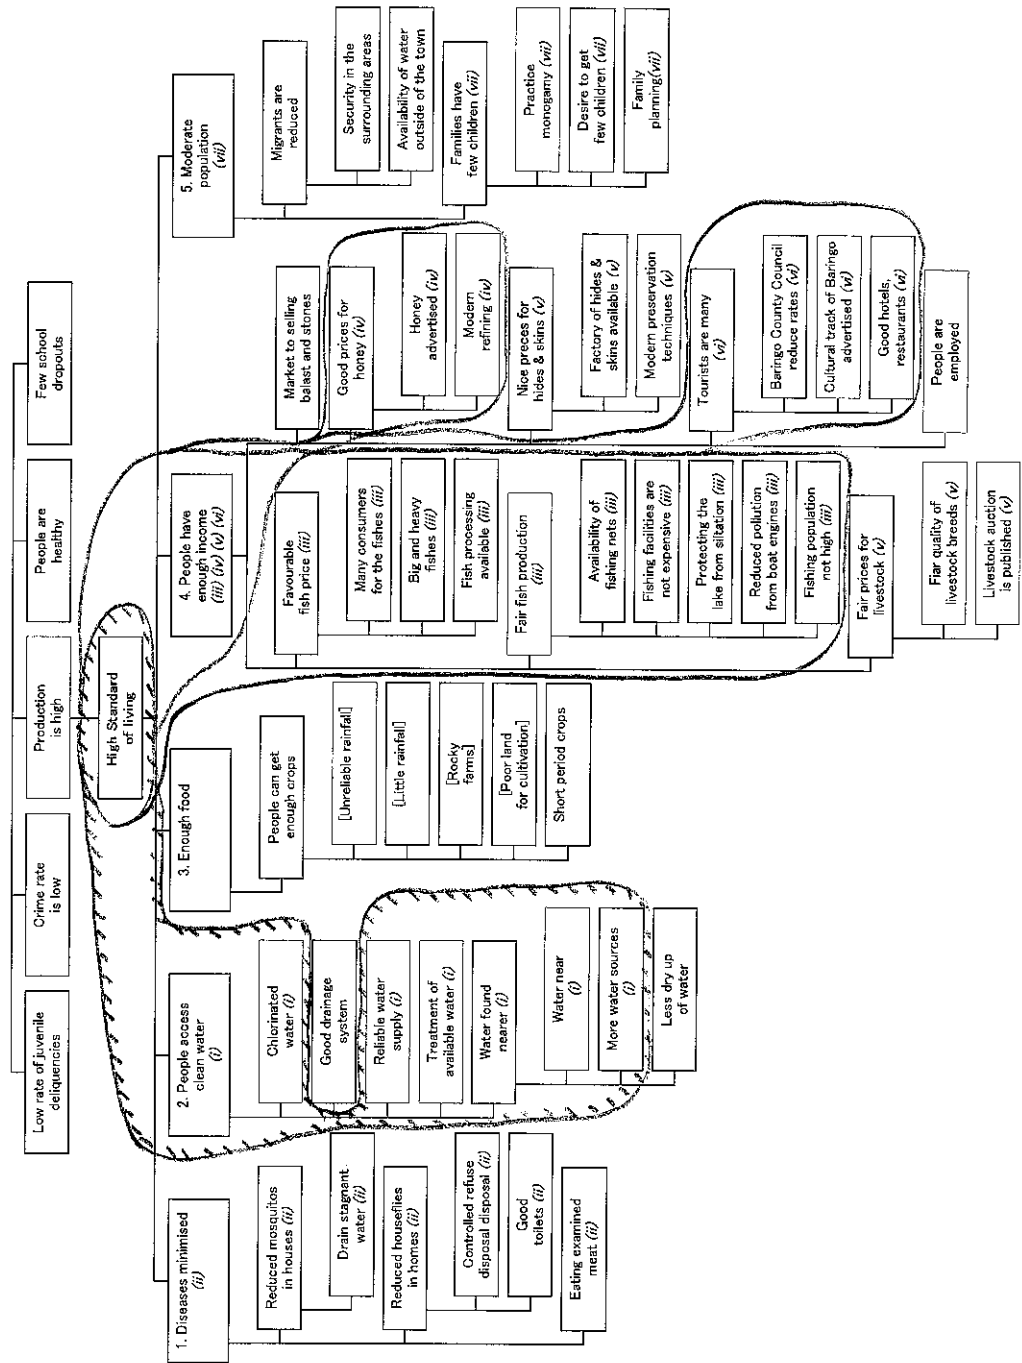 Low rate of juvenile
deliquencies
Crime rate
is low
Production
is high
People are
healthy
Few school
dropouts
High Standard
of living
1. Diseases minimised
(ii)
Reduced mosquitos
in houses (ii)
Drain stagnant
water (ii)
Reduced houseflies
in homes (ii)
Controlled refuse
disposal disposal (ii)
Good
toilets (ii)
Eating examined
meat (ii)
2. People access
clean water
(i)
Chlorinated
water (i)
Good drainage
system
Reliable water
supply (i)
Treatment of
available water (i)
Water found
nearer (i)
Water near
(i)
More water sources
(i)
Less dry up
of water
3. Enough food
People can get
enough crops
[Unreliable rainfall]
[Little rainfall]
[Rocky
farms]
[Poor land
for cultivation]
Short period crops
4. People have
enough income
(iii) (iv) (v) (vi)
Favourable
fish price (iii)
Many consumers
for the fishes (iii)
Big and heavy
fishes (iii)
Fish processing
available (iii)
Fair fish production
(iii)
Availability of
fishing nets (iii)
Fishing facilities are
not expensive (iii)
Protecting the
lake from siltation (iii)
Reduced pollution
from boat engines (iii)
Fishing population
not high (iii)
Fair prices for
livestock (v)
Fiar quality of
livestock breeds (v)
Livestock auction
is published (v)
Market to selling
balast and stones
Good prices for
honey (iv)
Honey
advertised (iv)
Modern
refining (iv)
Nice preces for
hides & skins (v)
Factory of hides &
skins available (v)
Modern preservation
techniques (v)
Tourists are many
(vi)
Baringo County Council
reduce rates (vi)
Cultural track of Baringo
advertised (vi)
Good hotels,
restaurants (vi)
People are
employed
5. Moderate
population
(vii)
Migrants are
reduced
Security in the
surrounding areas
Availability of water
outside of the town
Families have
few children (vii)
Practice
monogamy (vii)
Desire to get
few children (vii)
Family
planning(vii)